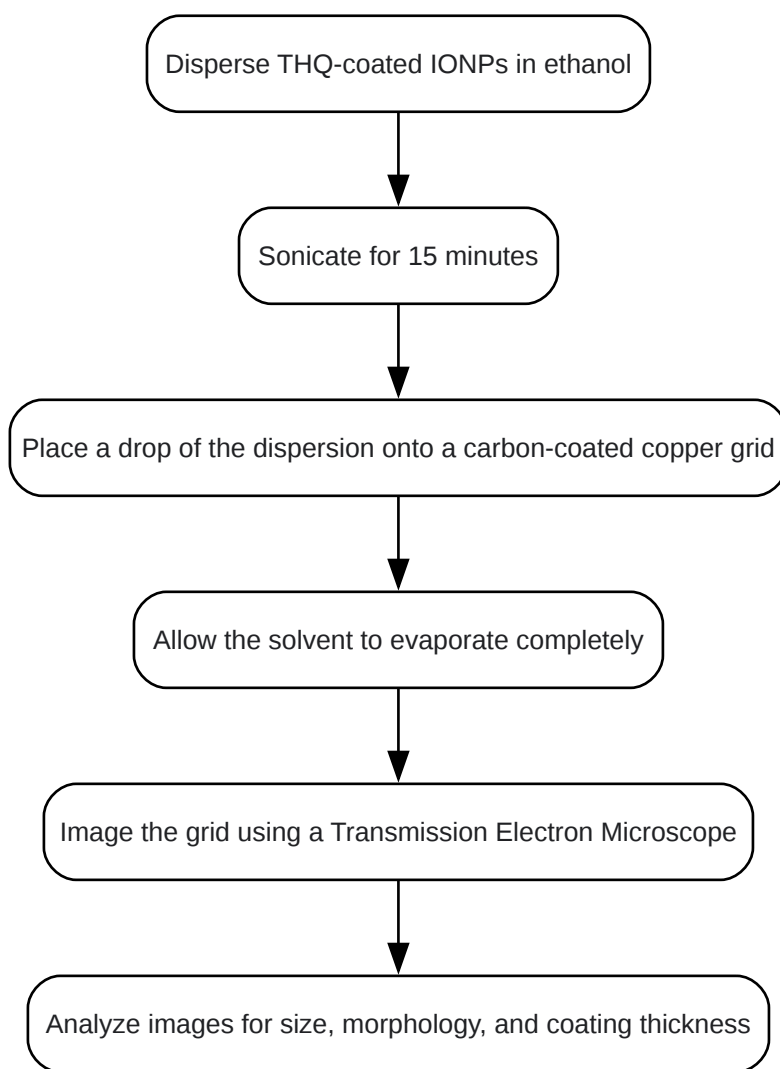 Disperse THQ-coated IONPs in ethanol
Sonicate for 15 minutes
Place a drop of the dispersion onto a carbon-coated copper grid
Allow the solvent to evaporate completely
Image the grid using a Transmission Electron Microscope
Analyze images for size, morphology, and coating thickness